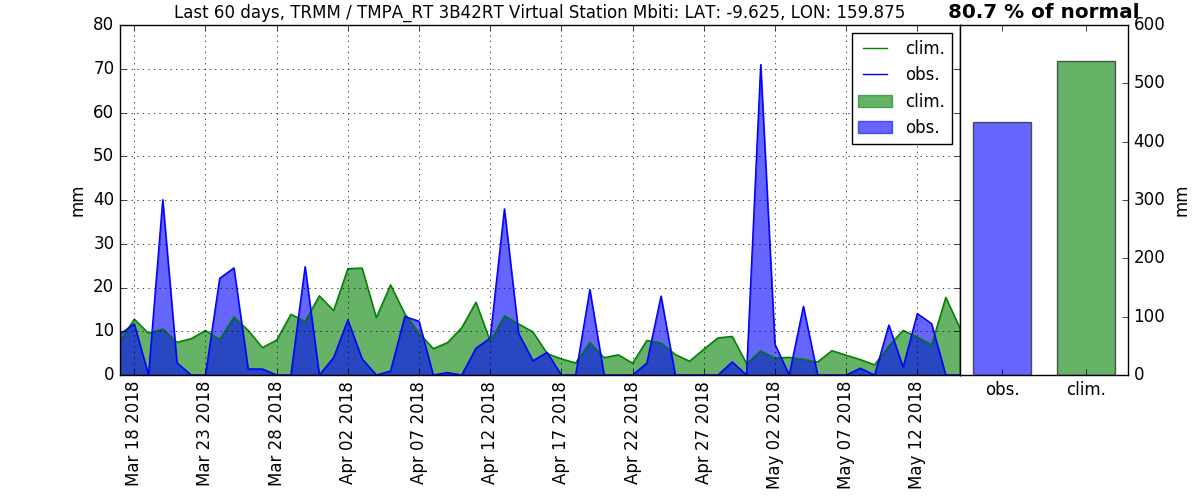 Last 60 days, TRMM / TMPA_RT 3B42RT Virtual Station Mbiti: LAT: -9.625, LON: 159.875
80.7 % of normal
80
70
60
50
40
30
20
10
0
mm
clim.
obs.
clim.
obs.
600
500
400
300
200
100
0
mm
Mar 18 2018
Mar 23 2018
Mar 28 2018
Apr 02 2018
Apr 07 2018
Apr 12 2018
Apr 17 2018
Apr 22 2018
Apr 27 2018
May 02 2018
May 07 2018
May 12 2018
obs.
clim.